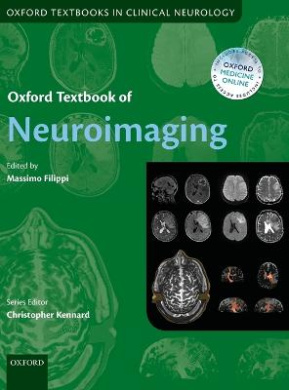 OXFORD TEXTBOOKS IN CLINICAL NEUROLOGY
OXFORD
MEDICINE
ONLINE
Oxford Textbook of
Neuroimaging
Edited by
Massimo Filippi
Series Editor
Christopher Kennard
OXFORD